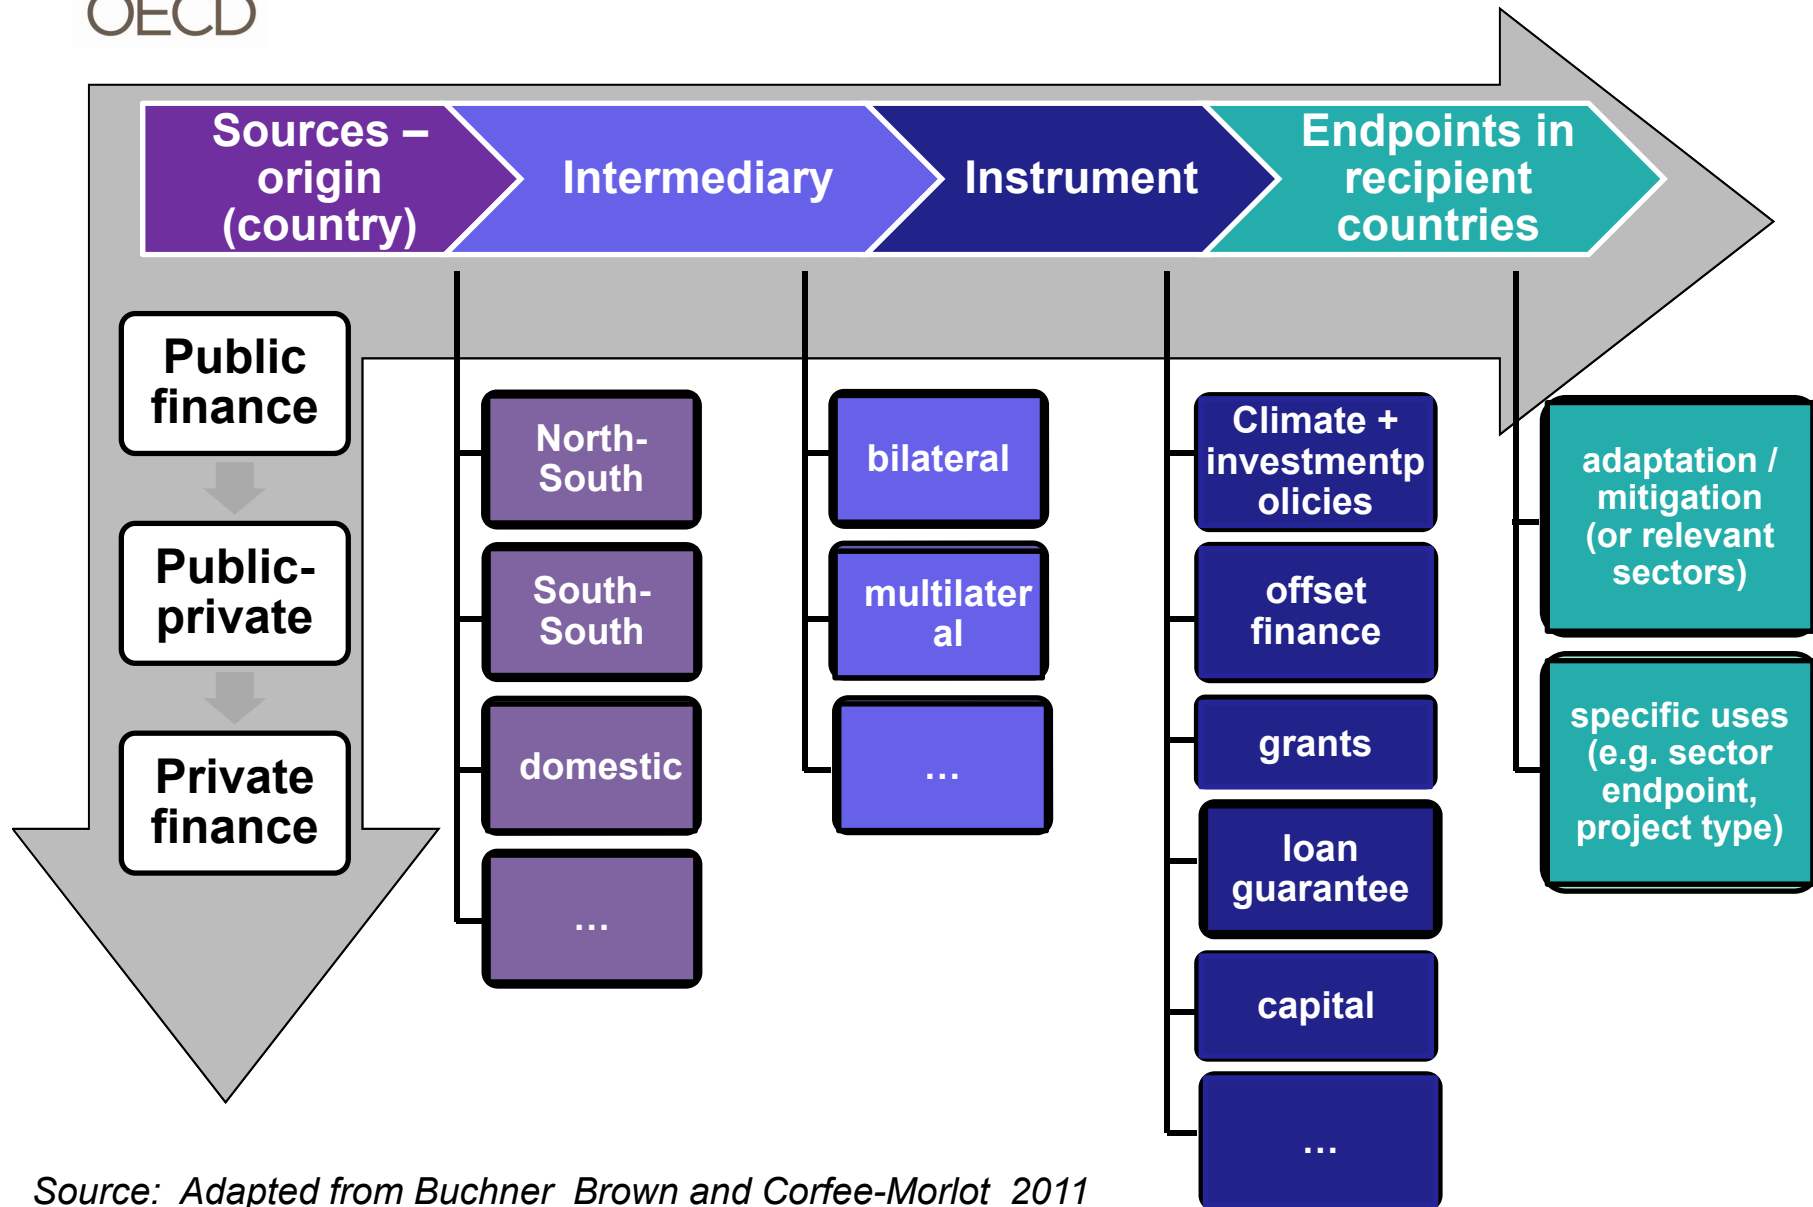 OECD
Sources –
origin
(country)
Intermediary
Instrument
Endpoints in
recipient
countries
Public
finance
Public-
private
Private
finance
North-
South
South-
South
domestic
…
bilateral
multilater
al
…
Climate +
investmentp
olicies
offset
finance
grants
loan
guarantee
capital
…
adaptation /
mitigation
(or relevant
sectors)
specific uses
(e.g. sector
endpoint,
project type)
Source: Adapted from Buchner Brown and Corfee-Morlot 2011